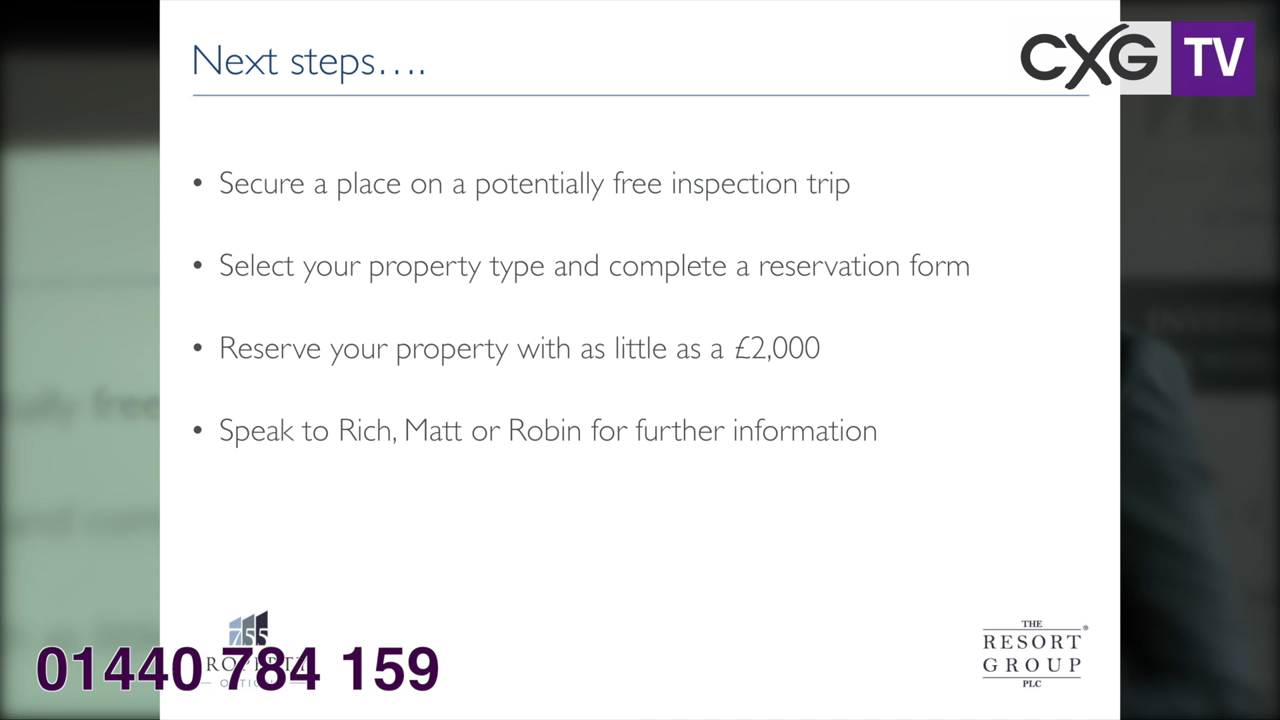 Next steps....
CXG TV
• Secure a place on a potentially free inspection trip
• Select your property type and complete a reservation form
• Reserve your property with as little as a £2,000
• Speak to Rich, Matt or Robin for further information
01440 784 159
THE
RESORT
GROUP
PLC